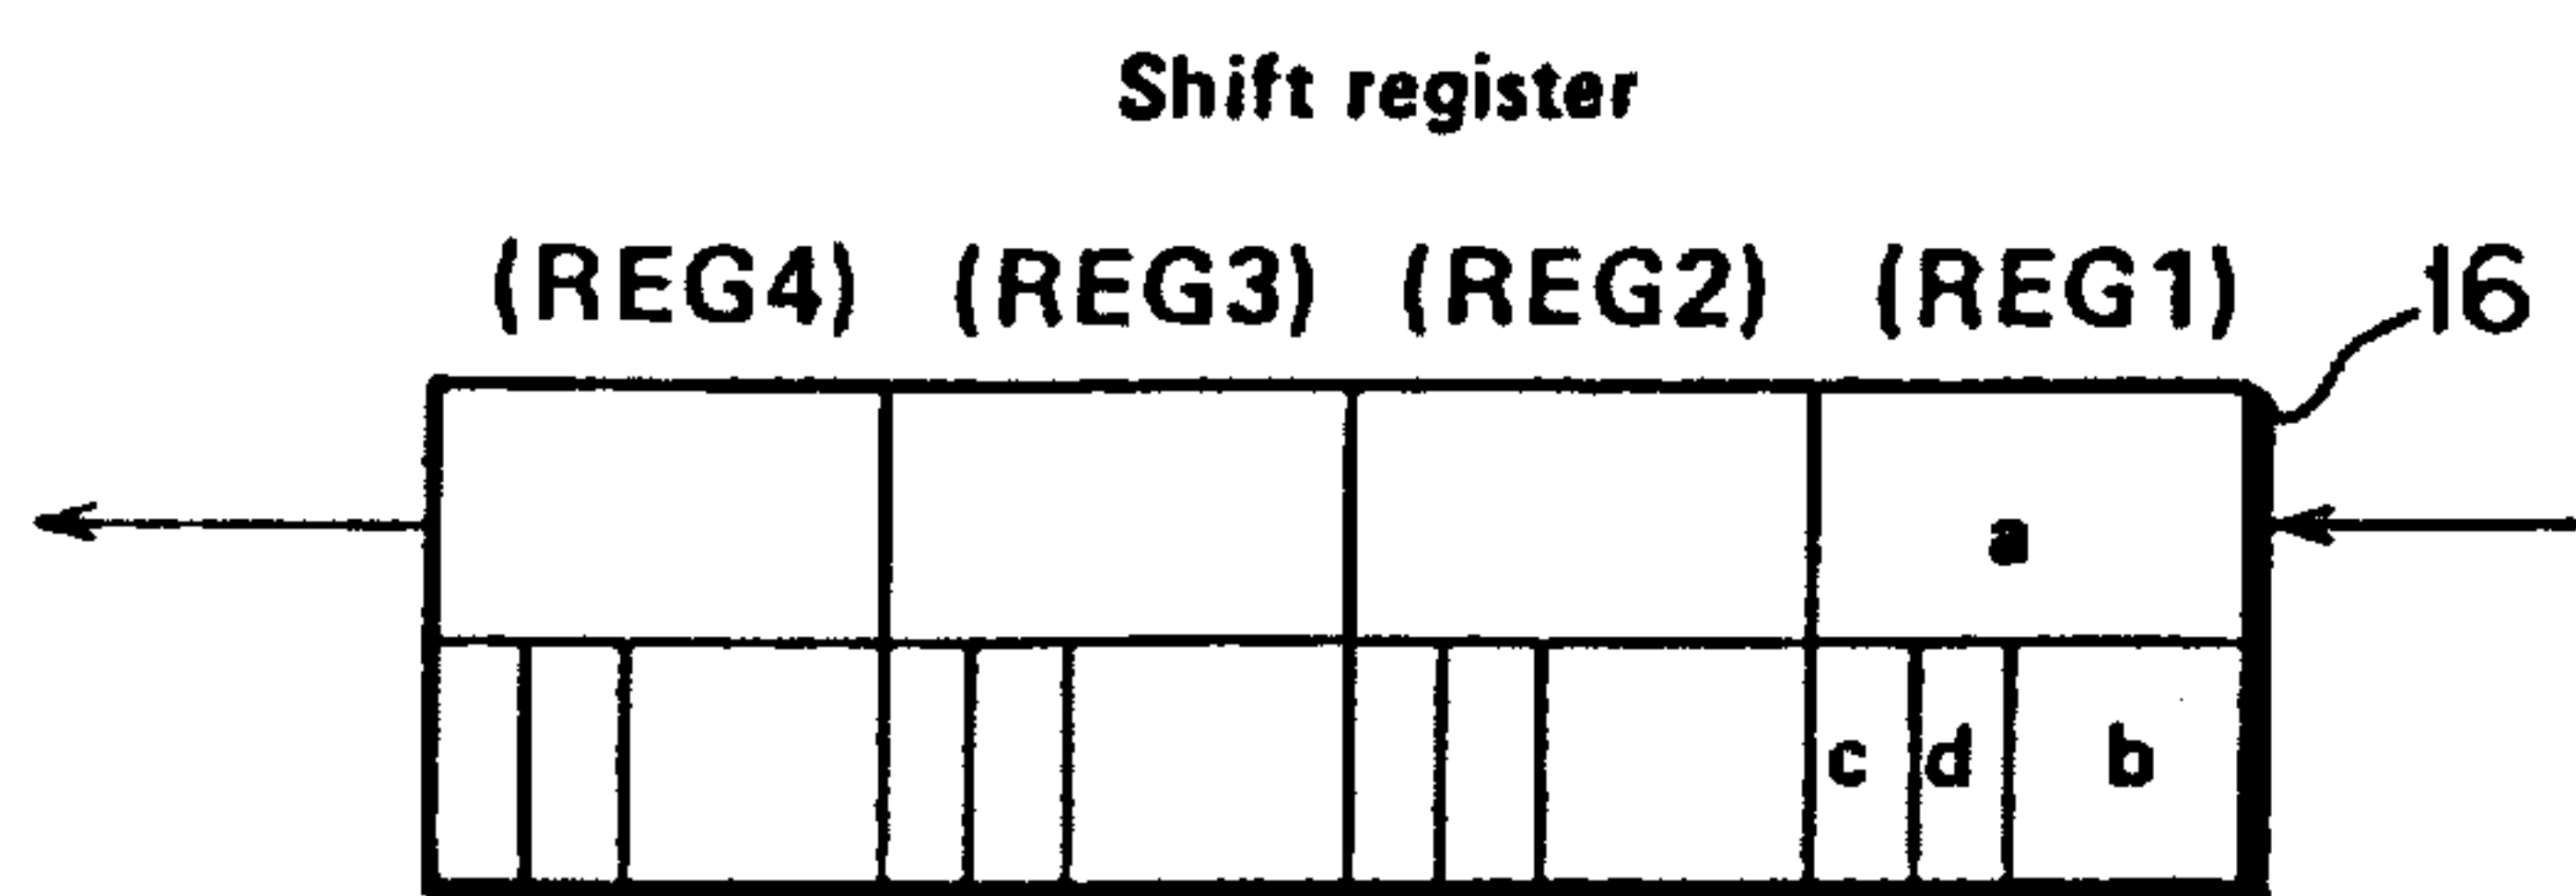 Shift register
(REG4) (REG3) (REG2) (REG1) 16
a
c d b